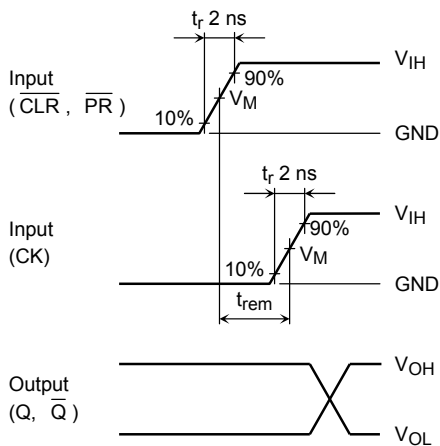 tr 2 ns
Input
(CLR, PR)
90%
VM
10%
VIH
GND
tr 2 ns
Input
(CK)
90%
VM
10%
trem
VIH
GND
Output
(Q, Q)
VOH
VOL